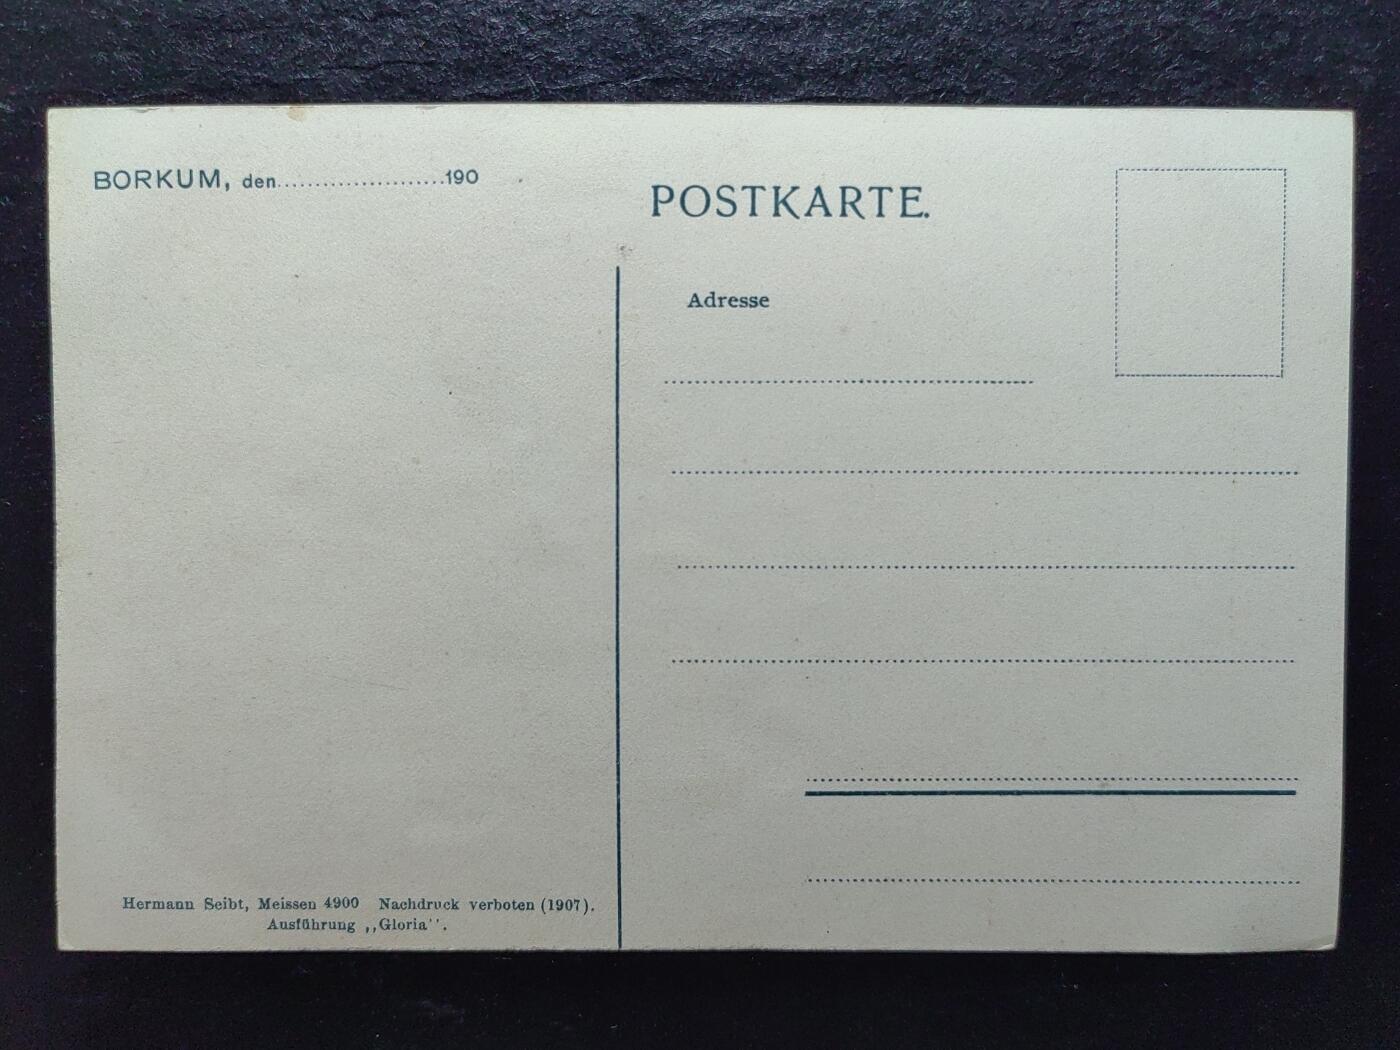 BORKUM, den......................190
POSTKARTE.
Adresse
Hermann Seibt, Meissen 4900 Nachdruck verboten (1907).
Ausführung ,,Gloria''.